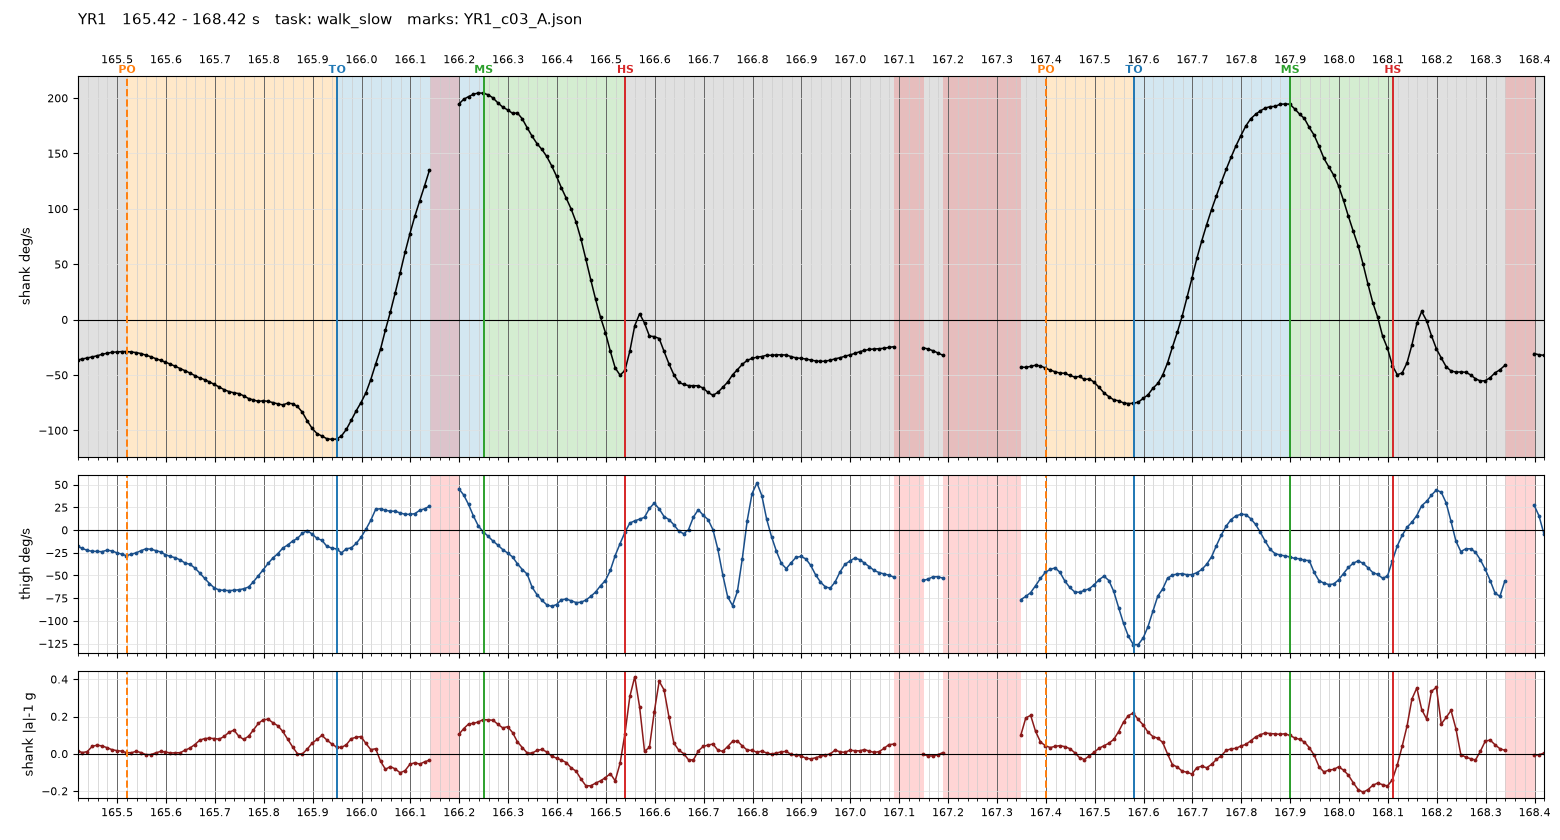 YR1   165.42 - 168.42 s   task: walk_slow   marks: YR1_c03_A.json
165.5 165.6 165.7 165.8 165.9 166.0 166.1 166.2 166.3 166.4 166.5 166.6 166.7 166.8 166.9 167.0 167.1 167.2 167.3 167.4 167.5 167.6 167.7 167.8 167.9 168.0 168.1 168.2 168.3 168.4
PO TO MS HS PO TO MS HS
shank deg/s
200
150
100
50
0
−50
−100
thigh deg/s
50
25
0
−25
−50
−75
−100
−125
shank |a|-1 g
0.4
0.2
0.0
−0.2
165.5 165.6 165.7 165.8 165.9 166.0 166.1 166.2 166.3 166.4 166.5 166.6 166.7 166.8 166.9 167.0 167.1 167.2 167.3 167.4 167.5 167.6 167.7 167.8 167.9 168.0 168.1 168.2 168.3 168.4